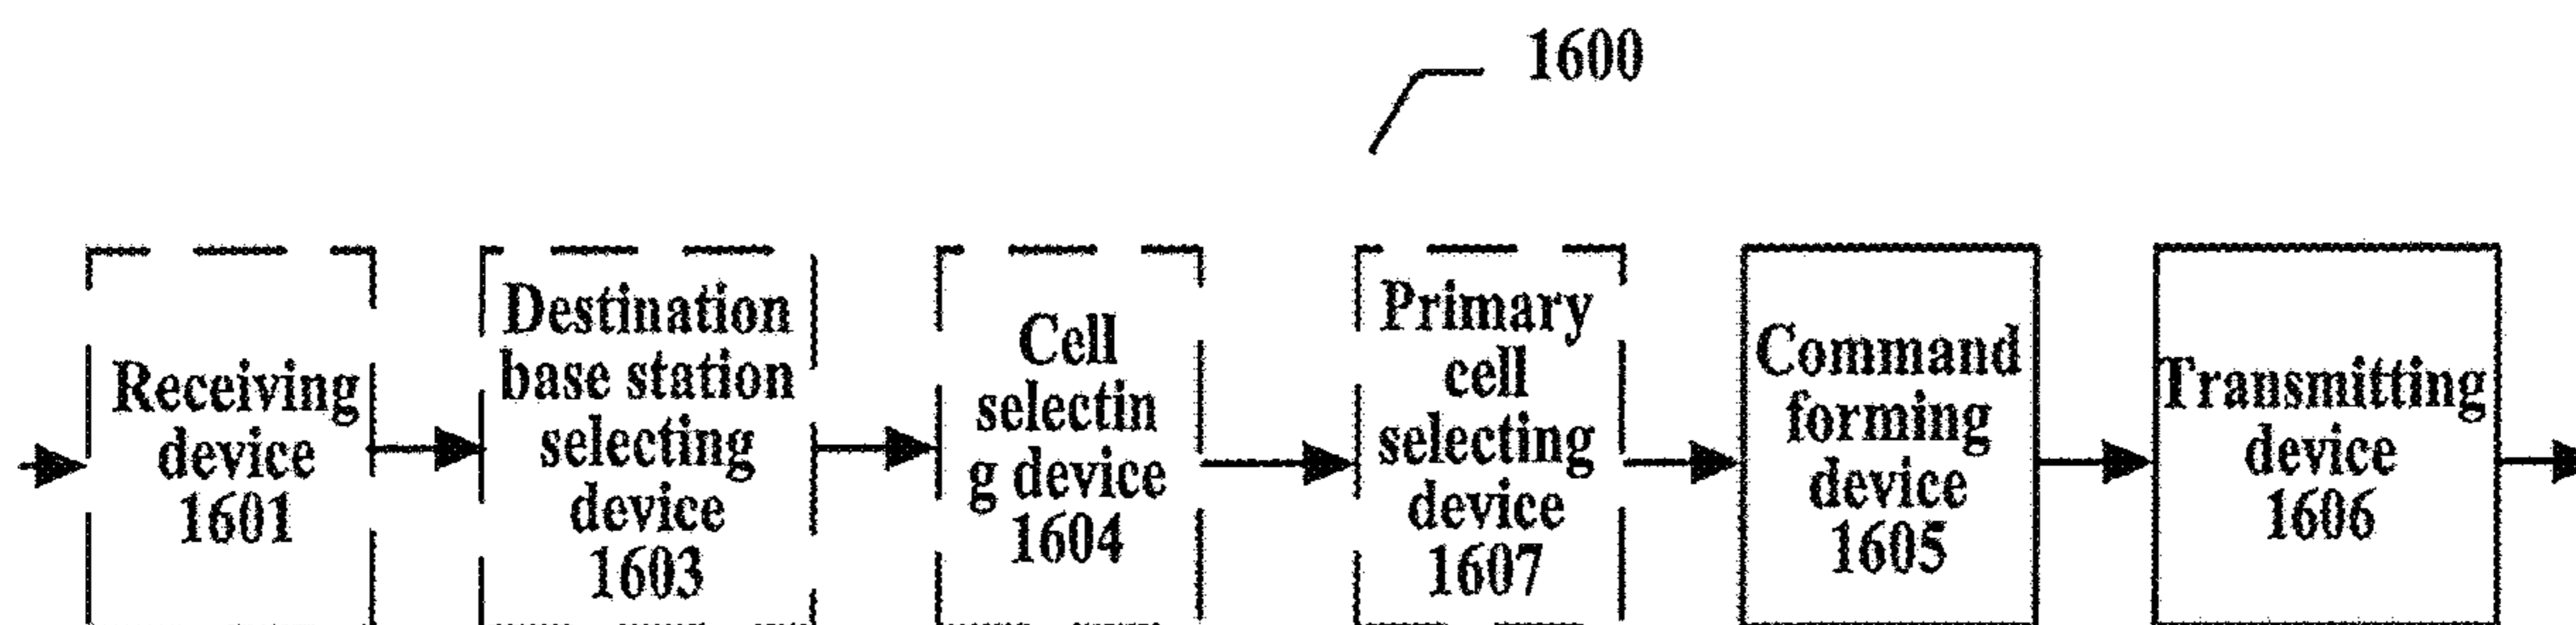 1600
Receiving
device
1601
Destination
base station
selecting
device
1603
Cell
selectin
g device
1604
Primary
cell
selecting
device
1607
Command
forming
device
1605
Transmitting
device
1606